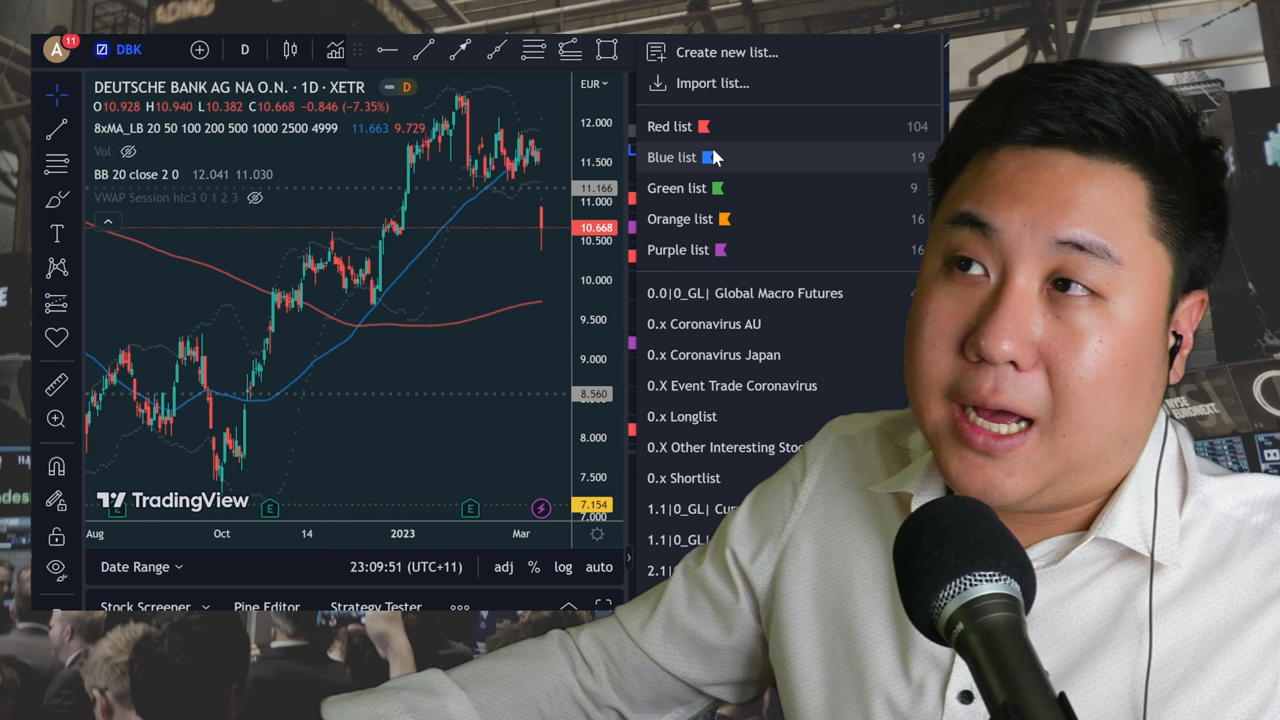 ADING
A 11 DBK D
DEUTSCHE BANK AG NA O.N. · 1D · XETR D
O10.928 H10.940 L10.382 C10.668 −0.846 (−7.35%)
8xMA_LB 20 50 100 200 500 1000 2500 4999 11.663 9.729
Vol
BB 20 close 2 0 12.041 11.030
VWAP Session hlc3 0 1 2 3
EUR
12.000
11.500
11.166
11.000
10.668
10.500
10.000
9.500
9.000
8.560
8.000
7.500
7.154
7.000
TradingView
E E E
Aug Oct 14 2023 Mar
Date Range 23:09:51 (UTC+11) adj % log auto
Stock Screener Pine Editor Strategy Tester
Create new list...
Import list...
Red list 104
Blue list 19
Green list 9
Orange list 16
Purple list 16
0.0|0_GL| Global Macro Futures
0.x Coronavirus AU
0.x Coronavirus Japan
0.X Event Trade Coronavirus
0.x Longlist
0.X Other Interesting Stoc
0.x Shortlist
1.1|0_GL| Cur
1.1|0_GL|
2.1|
NYSE
EURONEXT.